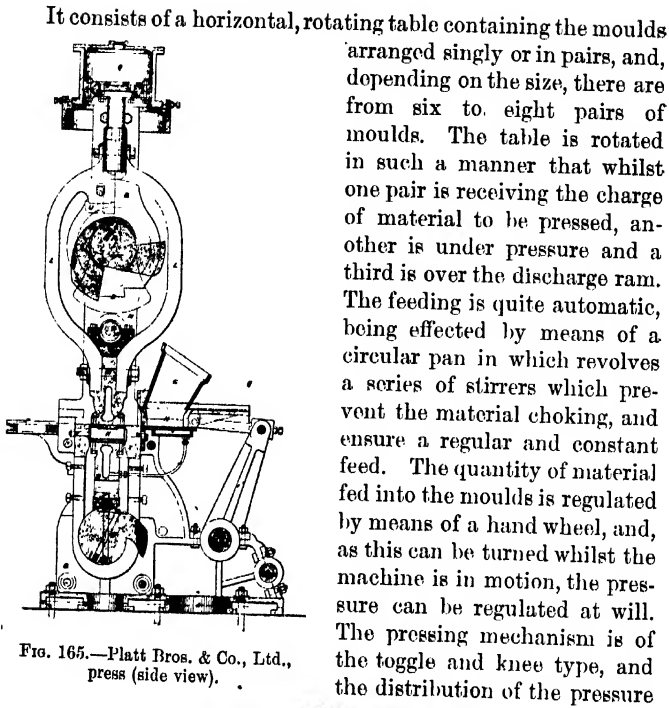 It consists of a horizontal, rotating table containing the moulds
arranged singly or in pairs, and,
depending on the size, there are
from six to eight pairs of
moulds. The table is rotated
in such a manner that whilst
one pair is receiving the charge
of material to be pressed, an-
other is under pressure and a
third is over the discharge ram.
The feeding is quite automatic,
being effected by means of a
circular pan in which revolves
a series of stirrers which pre-
vent the material choking, and
ensure a regular and constant
feed. The quantity of material
fed into the moulds is regulated
by means of a hand wheel, and,
as this can be turned whilst the
machine is in motion, the pres-
sure can be regulated at will.
The pressing mechanism is of
the toggle and knee type, and
the distribution of the pressure
FIG. 165.—Platt Bros. & Co., Ltd.,
press (side view).